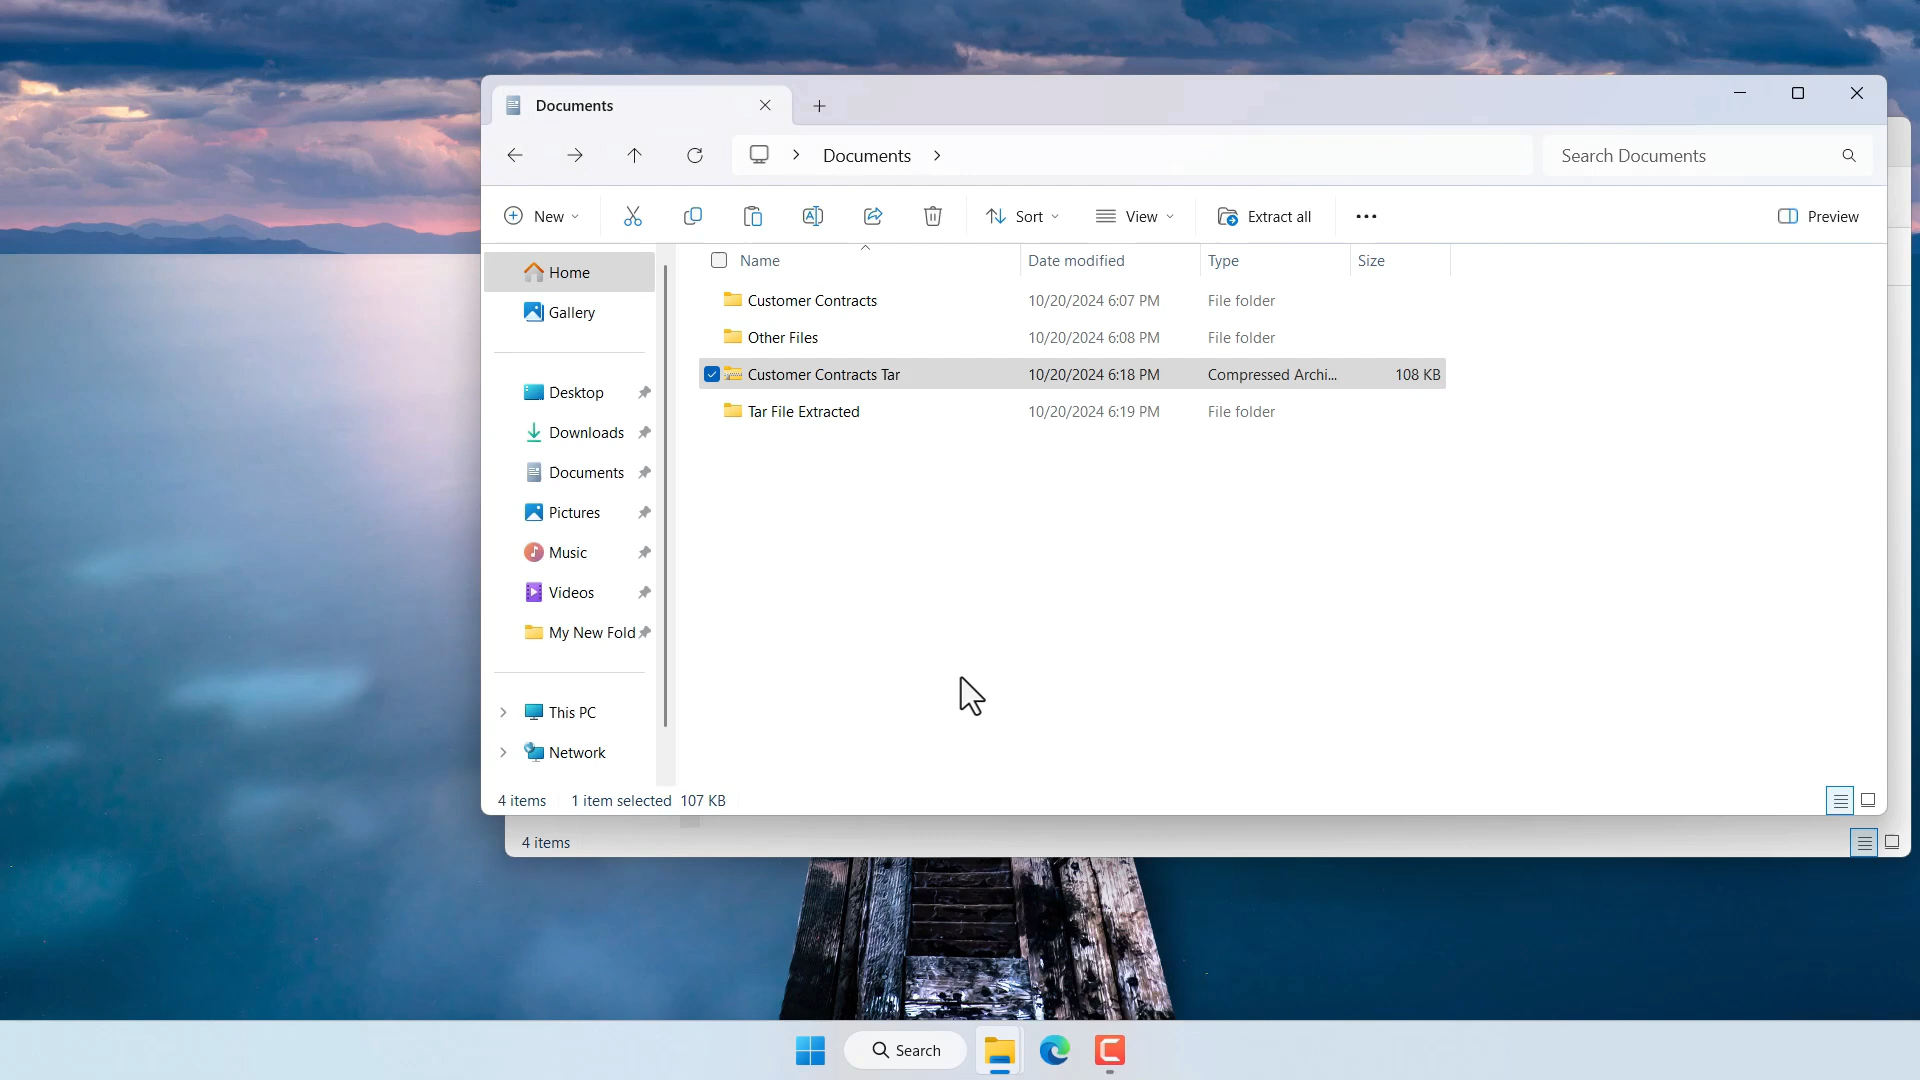 Documents
Documents
Search Documents
New
Sort
View
Extract all
Preview
Name Date modified Type Size
Home
Gallery
Desktop
Downloads
Documents
Pictures
Music
Videos
My New Fold
This PC
Network
Customer Contracts 10/20/2024 6:07 PM File folder
Other Files 10/20/2024 6:08 PM File folder
Customer Contracts Tar 10/20/2024 6:18 PM Compressed Archi... 108 KB
Tar File Extracted 10/20/2024 6:19 PM File folder
4 items 1 item selected 107 KB
4 items
Search